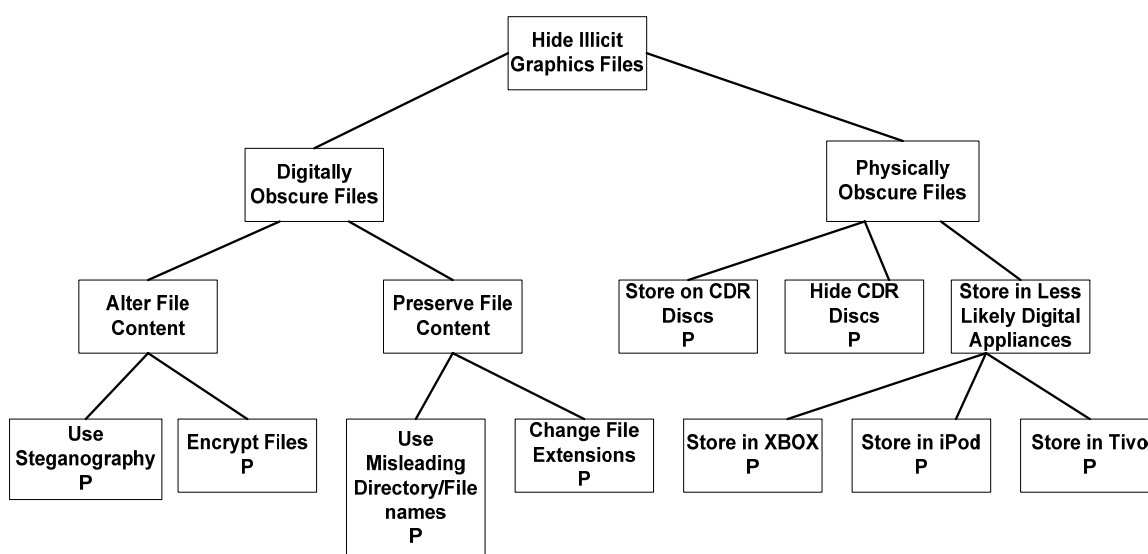 Hide Illicit
Graphics Files
Digitally
Obscure Files
Physically
Obscure Files
Alter File
Content
Preserve File
Content
Store on CDR
Discs
P
Hide CDR
Discs
P
Store in Less
Likely Digital
Appliances
Use
Steganography
P
Encrypt Files
P
Use
Misleading
Directory/File
names
P
Change File
Extensions
P
Store in XBOX
P
Store in iPod
P
Store in Tivo
P